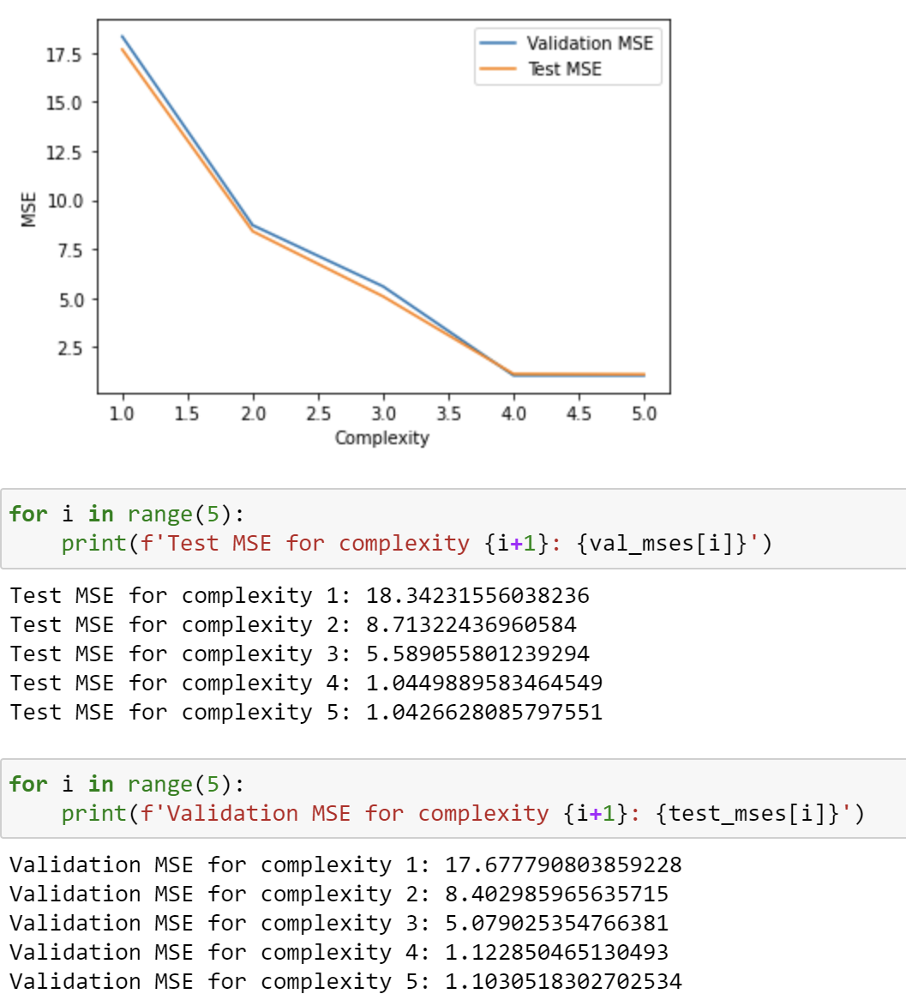 Validation MSE
Test MSE
17.5
15.0
12.5
10.0
7.5
5.0
2.5
MSE
1.0 1.5 2.0 2.5 3.0 3.5 4.0 4.5 5.0
Complexity
for i in range(5):
    print(f'Test MSE for complexity {i+1}: {val_mses[i]}')
Test MSE for complexity 1: 18.34231556038236
Test MSE for complexity 2: 8.71322436960584
Test MSE for complexity 3: 5.589055801239294
Test MSE for complexity 4: 1.0449889583464549
Test MSE for complexity 5: 1.0426628085797551
for i in range(5):
    print(f'Validation MSE for complexity {i+1}: {test_mses[i]}')
Validation MSE for complexity 1: 17.677790803859228
Validation MSE for complexity 2: 8.402985965635715
Validation MSE for complexity 3: 5.079025354766381
Validation MSE for complexity 4: 1.122850465130493
Validation MSE for complexity 5: 1.1030518302702534